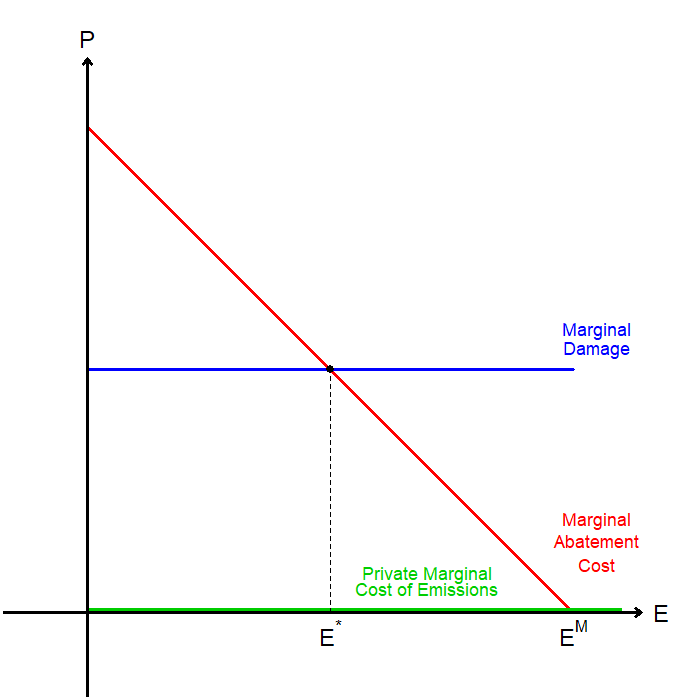 P
Marginal
Damage
Marginal
Abatement
Cost
Private Marginal
Cost of Emissions
E
E*
E^M